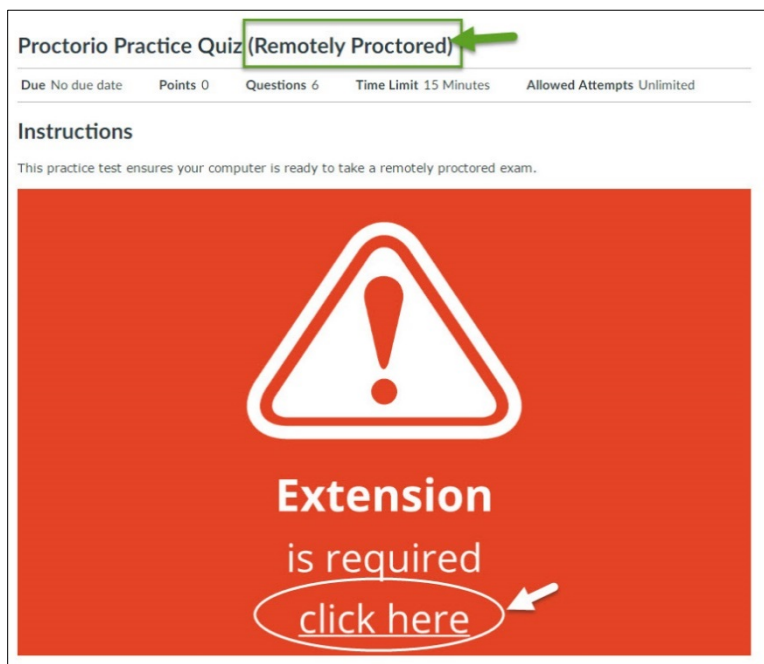 Proctorio Practice Quiz (Remotely Proctored)
Due No due date Points 0 Questions 6 Time Limit 15 Minutes Allowed Attempts Unlimited
Instructions
This practice test ensures your computer is ready to take a remotely proctored exam.
!
Extension
is required
click here